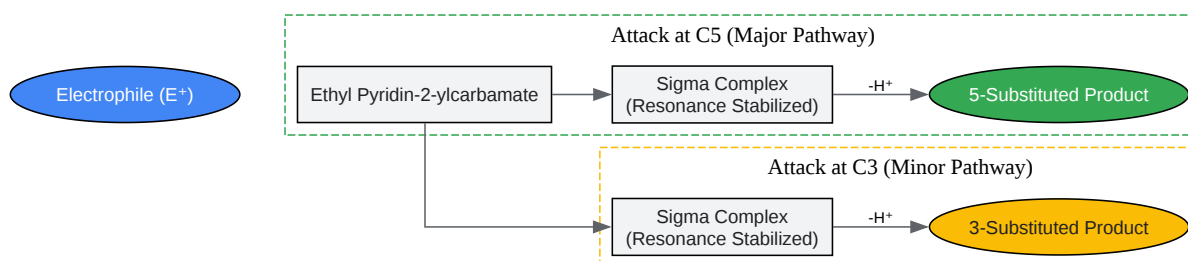 Attack at C5 (Major Pathway)
Electrophile (E⁺)
Ethyl Pyridin-2-ylcarbamate
Sigma Complex
(Resonance Stabilized)
-H⁺
5-Substituted Product
Attack at C3 (Minor Pathway)
Sigma Complex
(Resonance Stabilized)
-H⁺
3-Substituted Product